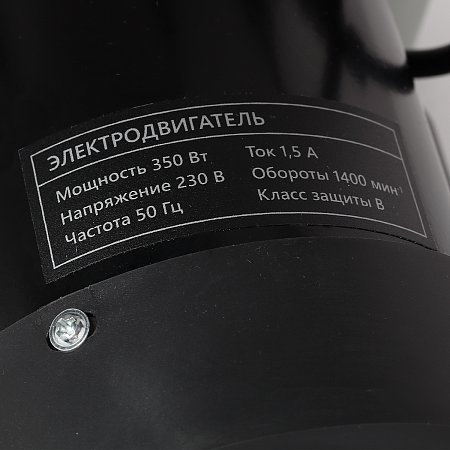 ЭЛЕКТРОДВИГАТЕЛЬ
Мощность 350 Вт
Напряжение 230 В
Частота 50 Гц
Ток 1,5 А
Обороты 1400 мин⁻¹
Класс защиты В